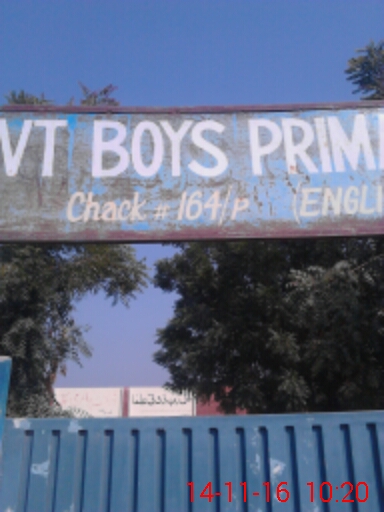 VT BOYS PRIM
Chack # 164/P (ENGLI
14-11-16 10:20